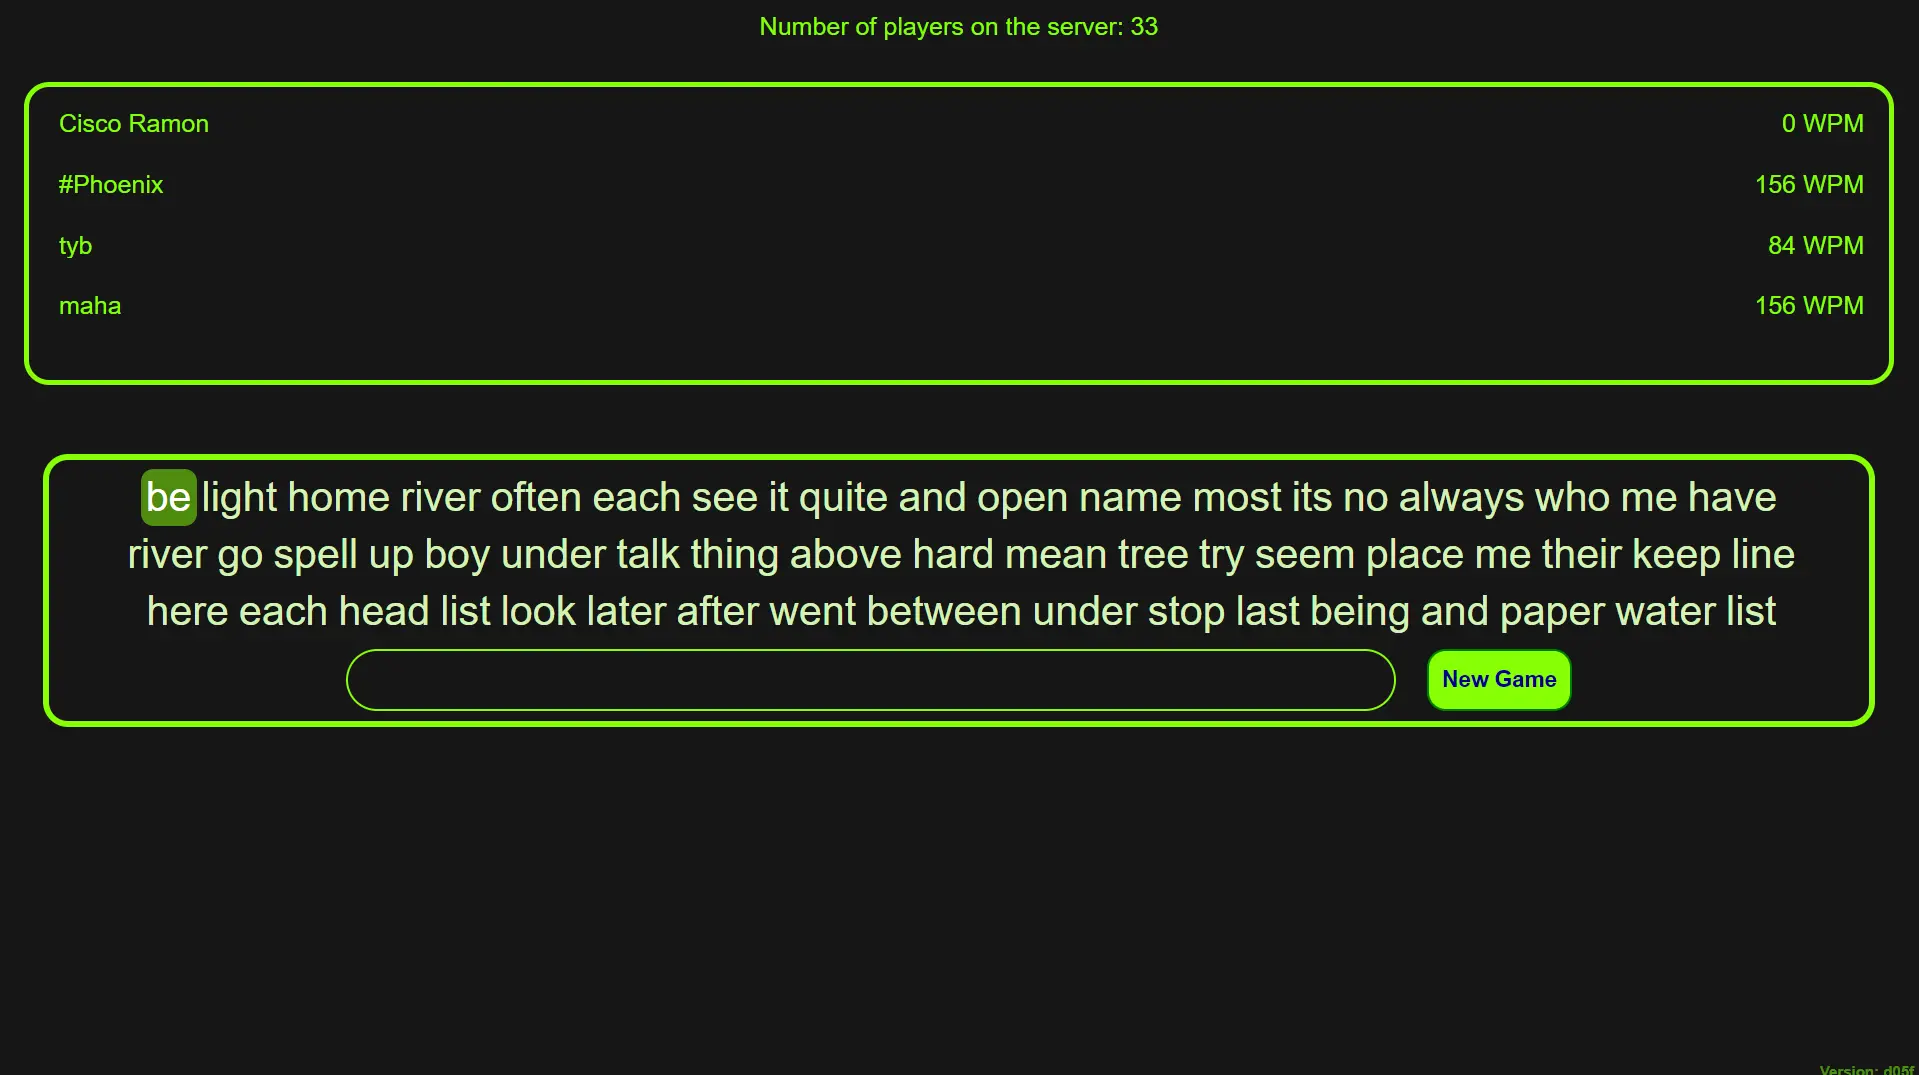 Number of players on the server: 33
Cisco Ramon 0 WPM
#Phoenix 156 WPM
tyb 84 WPM
maha 156 WPM
be light home river often each see it quite and open name most its no always who me have
river go spell up boy under talk thing above hard mean tree try seem place me their keep line
here each head list look later after went between under stop last being and paper water list
New Game
Version: d05f